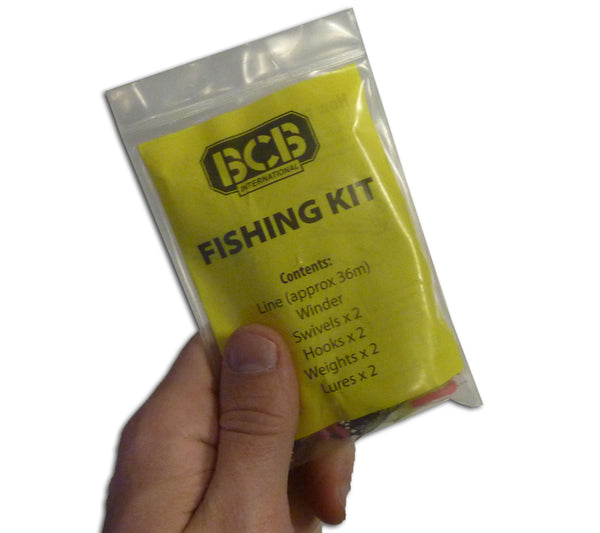 BCB
INTERNATIONAL
FISHING KIT
Contents:
Line (approx 36m)
Winder
Swivels x 2
Hooks x 2
Weights x 2
Lures x 2